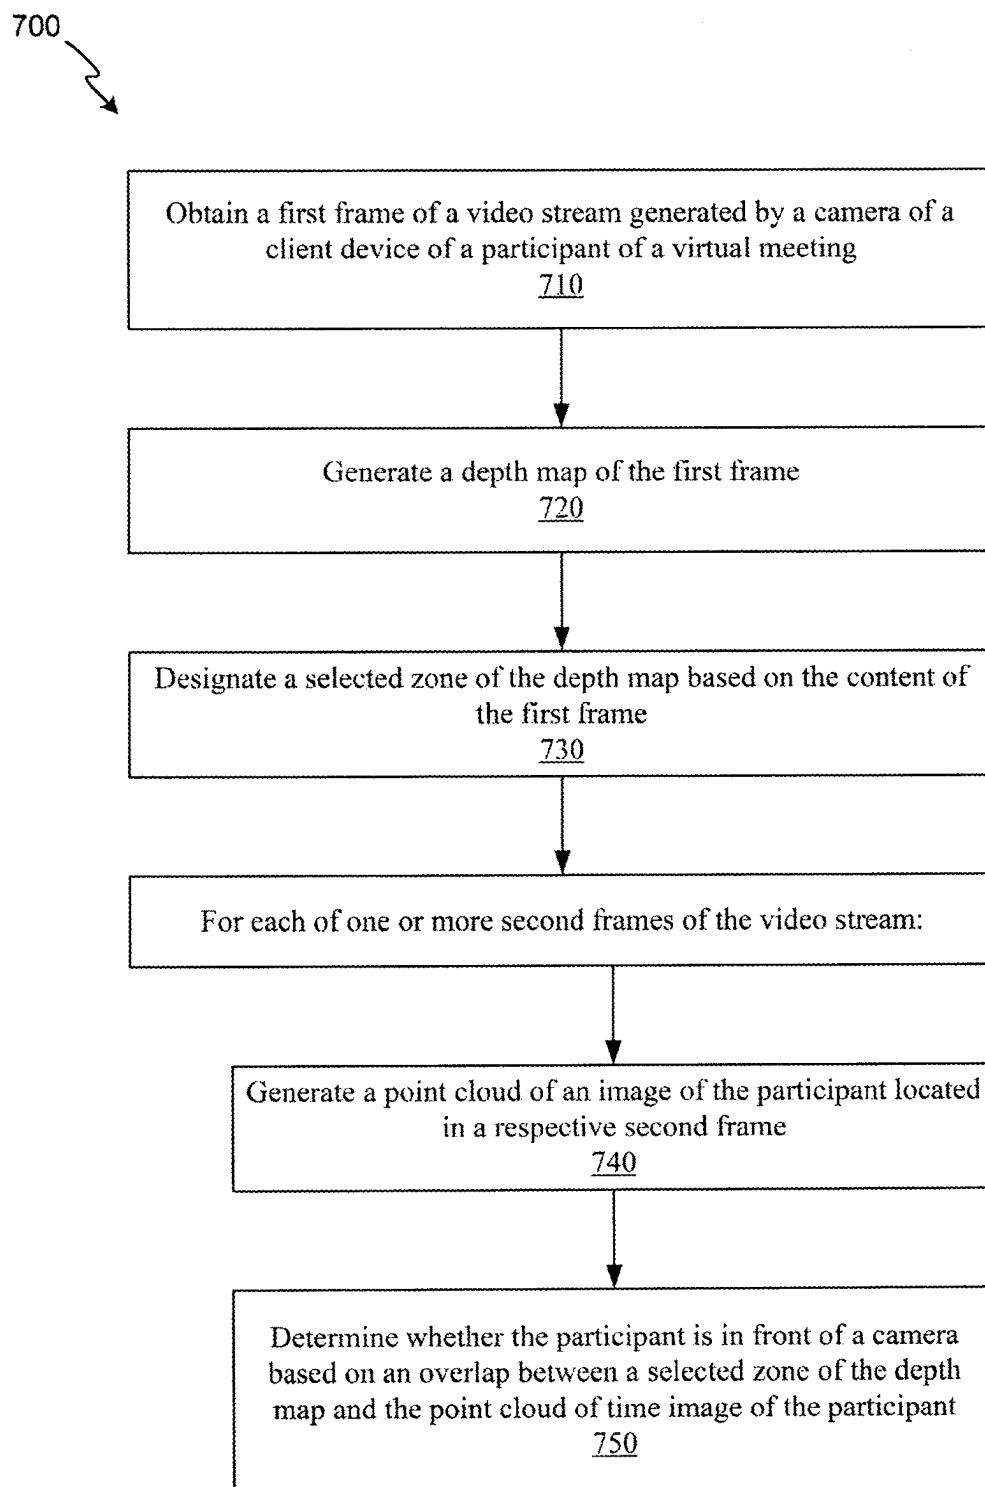 700
Obtain a first frame of a video stream generated by a camera of a
client device of a participant of a virtual meeting
710
Generate a depth map of the first frame
720
Designate a selected zone of the depth map based on the content of
the first frame
730
For each of one or more second frames of the video stream:
Generate a point cloud of an image of the participant located
in a respective second frame
740
Determine whether the participant is in front of a camera
based on an overlap between a selected zone of the depth
map and the point cloud of time image of the participant
750